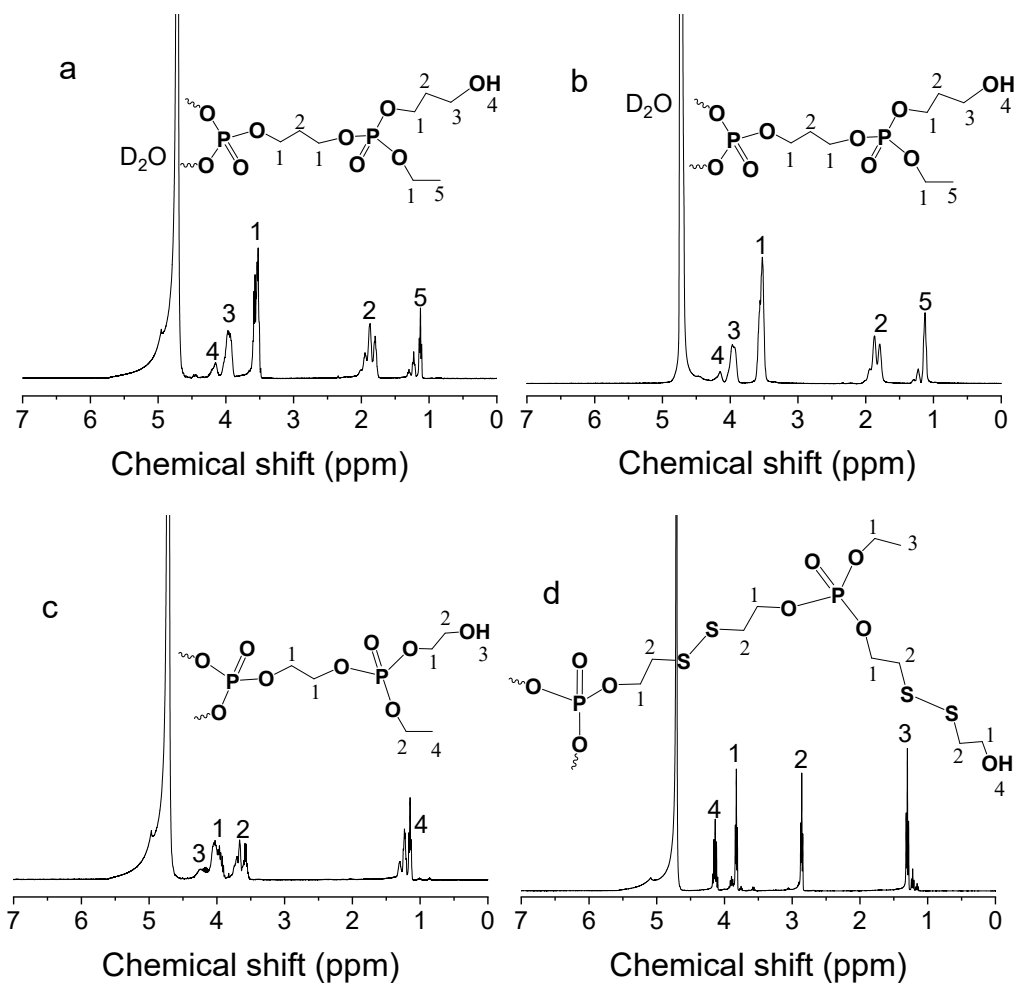 a
2 OH
O O 4
D₂O P O 2 O P 1 3
O O 1 1 O O
1 5
1
3 2 5
4
7 6 5 4 3 2 1 0
Chemical shift (ppm)
b
2 OH
D₂O O O 4
P O 2 O P 1 3
O O 1 1 O O
1 5
1
4 3 2 5
7 6 5 4 3 2 1 0
Chemical shift (ppm)
c
2
O O O OH
O P O 1 O P 1 3
O 1 O
2 4
3 1 2 4
7 6 5 4 3 2 1 0
Chemical shift (ppm)
d
1
O O 3
1 O P
S O
O 2 S 2 2
O P O 1 1 S
O S 1
2 OH
4
4 1 2 3
7 6 5 4 3 2 1 0
Chemical shift (ppm)